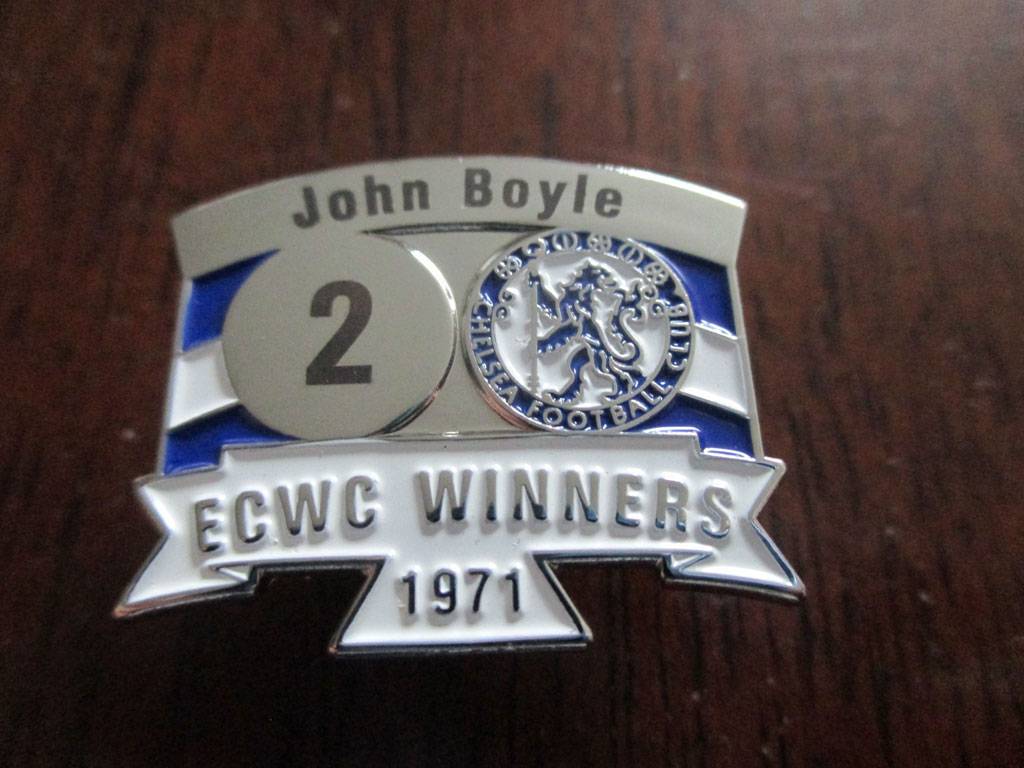 John Boyle
2
CHELSEA FOOTBALL CLUB
ECWC WINNERS
1971